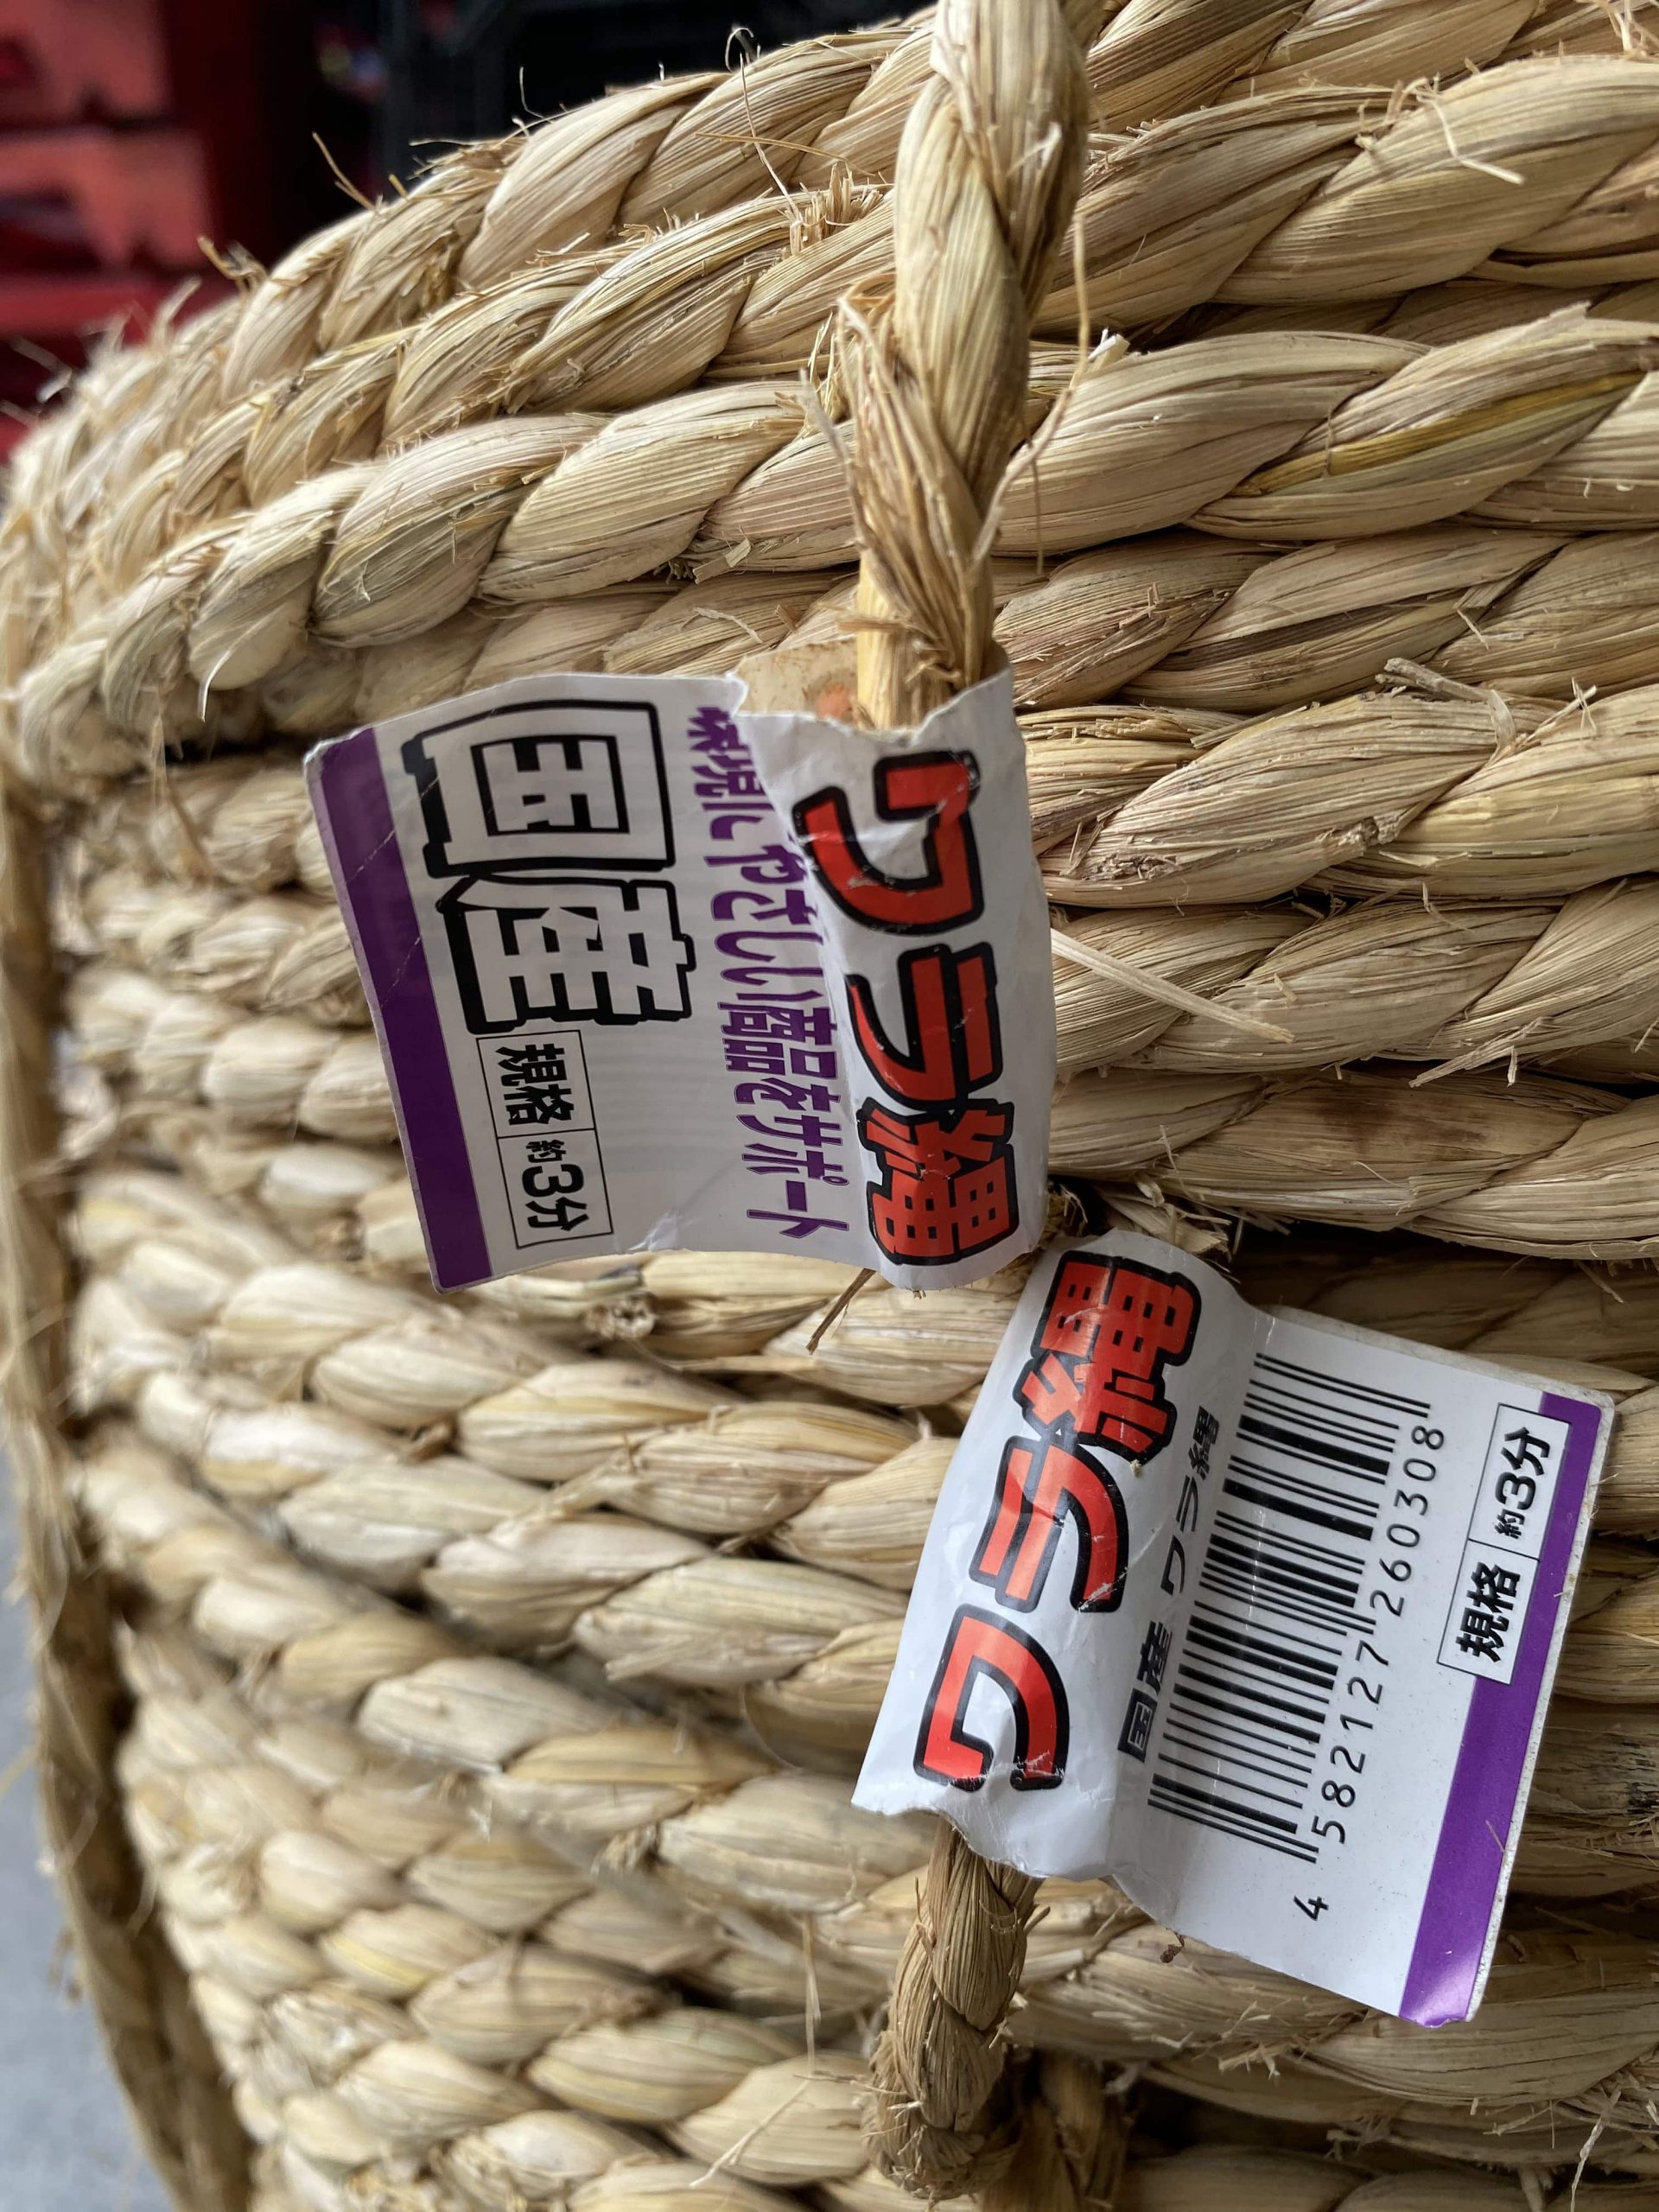 ワラ縄
環境にやさしい商品をサポート
国産
規格 約3分
ワラ縄
国産 ワラ縄
4 582127 260308
規格 約3分